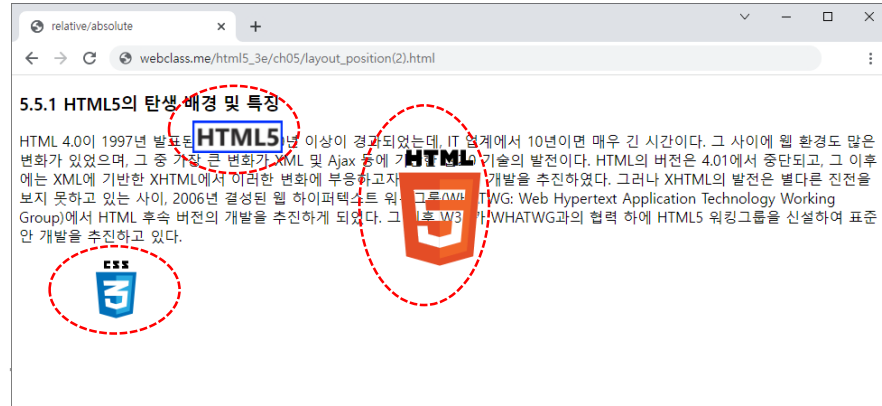 relative/absolute
webclass.me/html5_3e/ch05/layout_position(2).html
5.5.1 HTML5의 탄생 배경 및 특징
HTML 4.0이 1997년 발표된 HTML5 이상이 경과되었는데, IT 업계에서 10년이면 매우 긴 시간이다. 그 사이에 웹 환경도 많은
변화가 있었으며, 그 중 가장 큰 변화가 XML 및 Ajax 등에 기술의 발전이다. HTML의 버전은 4.01에서 중단되고, 그 이후
에는 XML에 기반한 XHTML에서 이러한 변화에 부응하고자 개발을 추진하였다. 그러나 XHTML의 발전은 별다른 진전을
보지 못하고 있는 사이, 2006년 결성된 웹 하이퍼텍스트 워킹그룹(WHATWG: Web Hypertext Application Technology Working
Group)에서 HTML 후속 버전의 개발을 추진하게 되었다. 그 이후 WHATWG과의 협력 하에 HTML5 워킹그룹을 신설하여 표준
안 개발을 추진하고 있다.
HTML
5
CSS
3